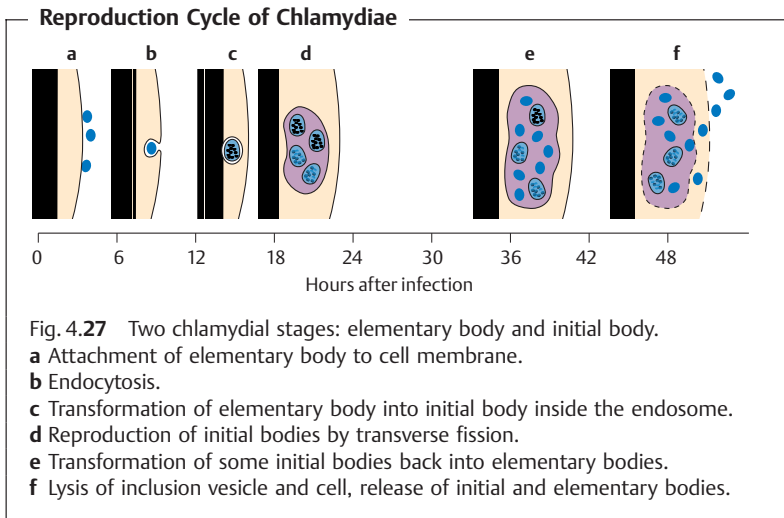 Reproduction Cycle of Chlamydiae
a b c d e f
0 6 12 18 24 30 36 42 48
Hours after infection
Fig. 4.27 Two chlamydial stages: elementary body and initial body.
a Attachment of elementary body to cell membrane.
b Endocytosis.
c Transformation of elementary body into initial body inside the endosome.
d Reproduction of initial bodies by transverse fission.
e Transformation of some initial bodies back into elementary bodies.
f Lysis of inclusion vesicle and cell, release of initial and elementary bodies.